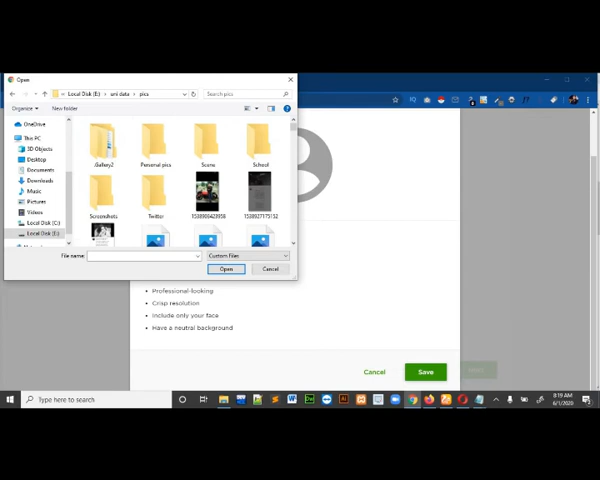 Open
Local Disk (E:) › uni data › pics
Search pics
Organize
New folder
OneDrive
This PC
3D Objects
Desktop
Documents
Downloads
Music
Pictures
Videos
Local Disk (C:)
Local Disk (E:)
.Gallery2
Personal pics
Scans
School
Screenshots
Twitter
File name:
Custom Files
Open
Cancel
Professional-looking
Crisp resolution
Include only your face
Have a neutral background
Cancel
Save
Type here to search
8:19 AM
6/1/2020